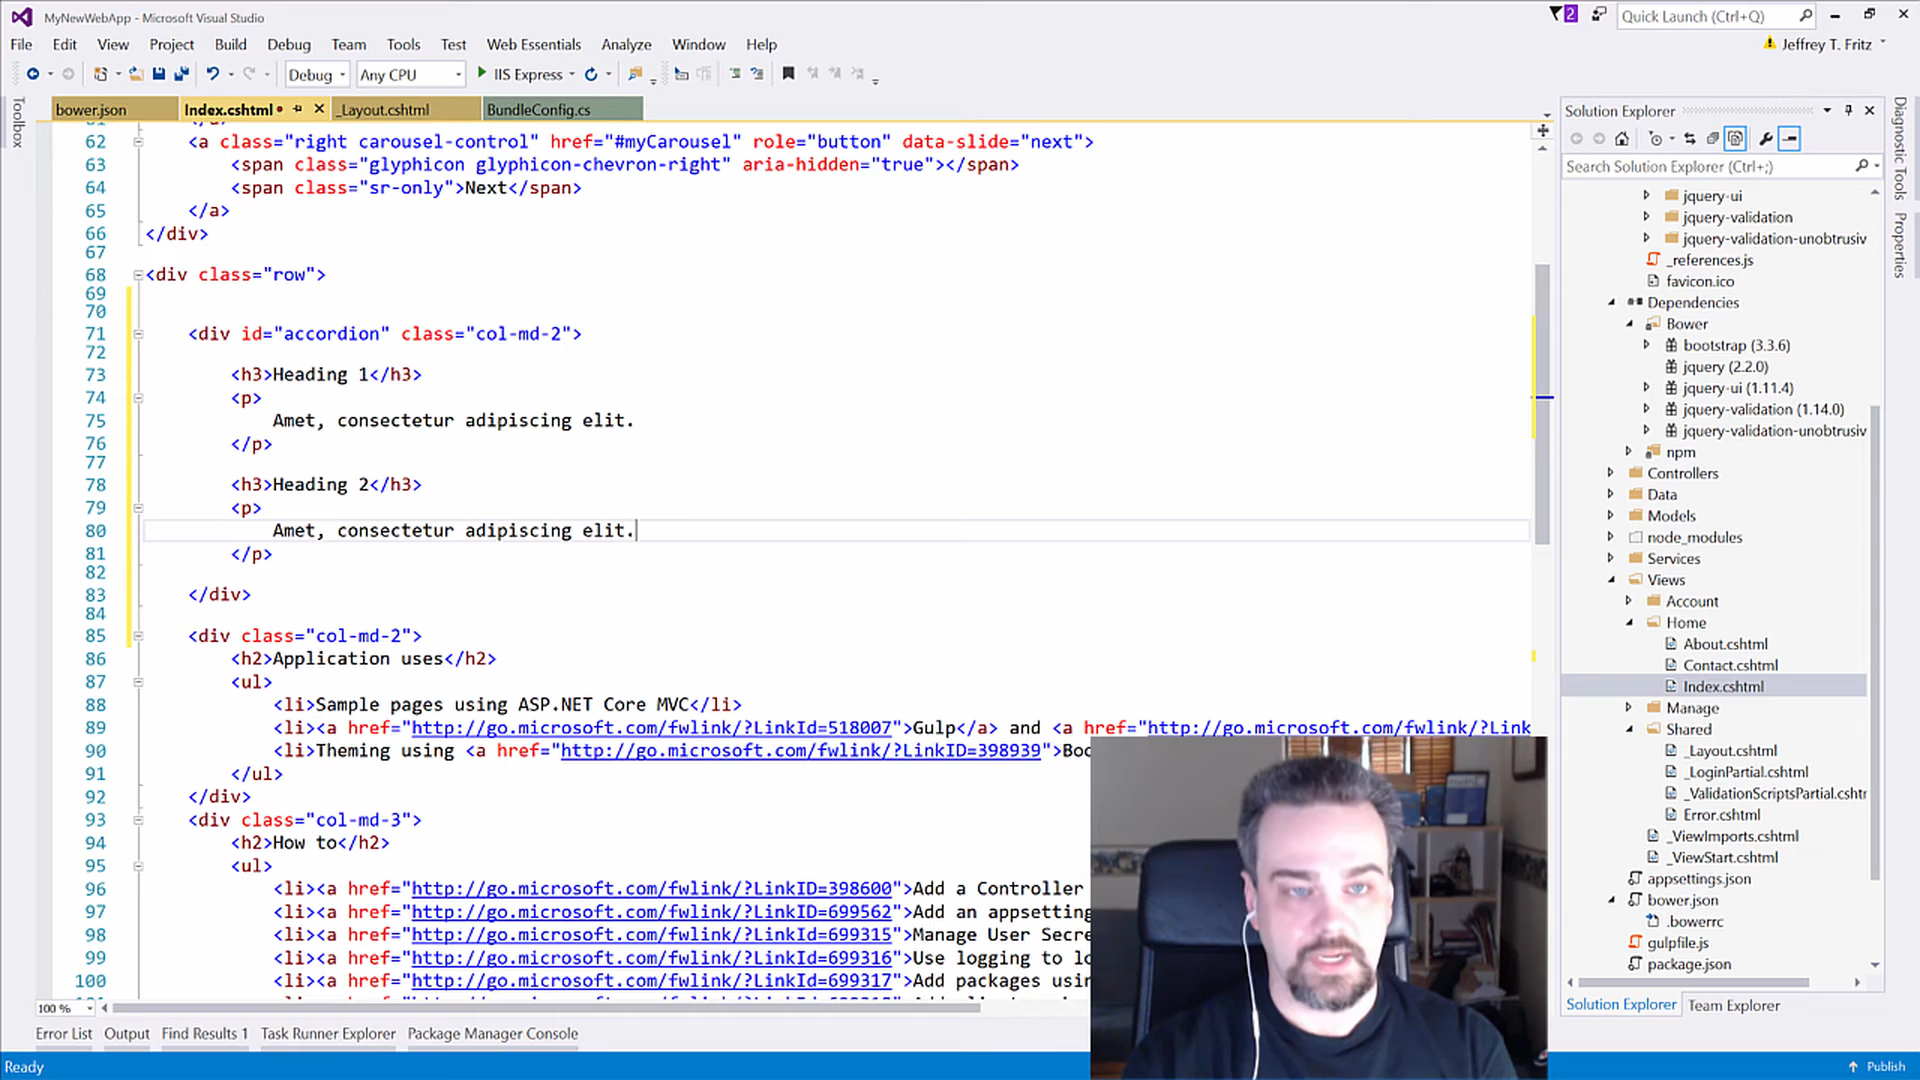 MyNewWebApp - Microsoft Visual Studio
2
Quick Launch (Ctrl+Q)
File Edit View Project Build Debug Team Tools Test Web Essentials Analyze Window Help
Jeffrey T. Fritz
Debug Any CPU IIS Express
Toolbox
bower.json Index.cshtml _Layout.cshtml BundleConfig.cs
62 <a class="right carousel-control" href="#myCarousel" role="button" data-slide="next">
63 <span class="glyphicon glyphicon-chevron-right" aria-hidden="true"></span>
64 <span class="sr-only">Next</span>
65 </a>
66 </div>
67
68 <div class="row">
69
70
71 <div id="accordion" class="col-md-2">
72
73 <h3>Heading 1</h3>
74 <p>
75 Amet, consectetur adipiscing elit.
76 </p>
77
78 <h3>Heading 2</h3>
79 <p>
80 Amet, consectetur adipiscing elit.
81 </p>
82
83 </div>
84
85 <div class="col-md-2">
86 <h2>Application uses</h2>
87 <ul>
88 <li>Sample pages using ASP.NET Core MVC</li>
89 <li><a href="http://go.microsoft.com/fwlink/?LinkId=518007">Gulp</a> and <a href="http://go.microsoft.com/fwlink/?Link
90 <li>Theming using <a href="http://go.microsoft.com/fwlink/?LinkID=398939">Boo
91 </ul>
92 </div>
93 <div class="col-md-3">
94 <h2>How to</h2>
95 <ul>
96 <li><a href="http://go.microsoft.com/fwlink/?LinkID=398600">Add a Controller
97 <li><a href="http://go.microsoft.com/fwlink/?LinkID=699562">Add an appsetting
98 <li><a href="http://go.microsoft.com/fwlink/?LinkId=699315">Manage User Secre
99 <li><a href="http://go.microsoft.com/fwlink/?LinkId=699316">Use logging to lo
100 <li><a href="http://go.microsoft.com/fwlink/?LinkId=699317">Add packages usin
100 %
Error List Output Find Results 1 Task Runner Explorer Package Manager Console
Ready
Solution Explorer
Search Solution Explorer (Ctrl+;)
jquery-ui
jquery-validation
jquery-validation-unobtrusiv
_references.js
favicon.ico
Dependencies
Bower
bootstrap (3.3.6)
jquery (2.2.0)
jquery-ui (1.11.4)
jquery-validation (1.14.0)
jquery-validation-unobtrusiv
npm
Controllers
Data
Models
node_modules
Services
Views
Account
Home
About.cshtml
Contact.cshtml
Index.cshtml
Manage
Shared
_Layout.cshtml
_LoginPartial.cshtml
_ValidationScriptsPartial.cshtr
Error.cshtml
_ViewImports.cshtml
_ViewStart.cshtml
appsettings.json
bower.json
.bowerrc
gulpfile.js
package.json
Solution Explorer Team Explorer
Diagnostic Tools
Properties
Publish